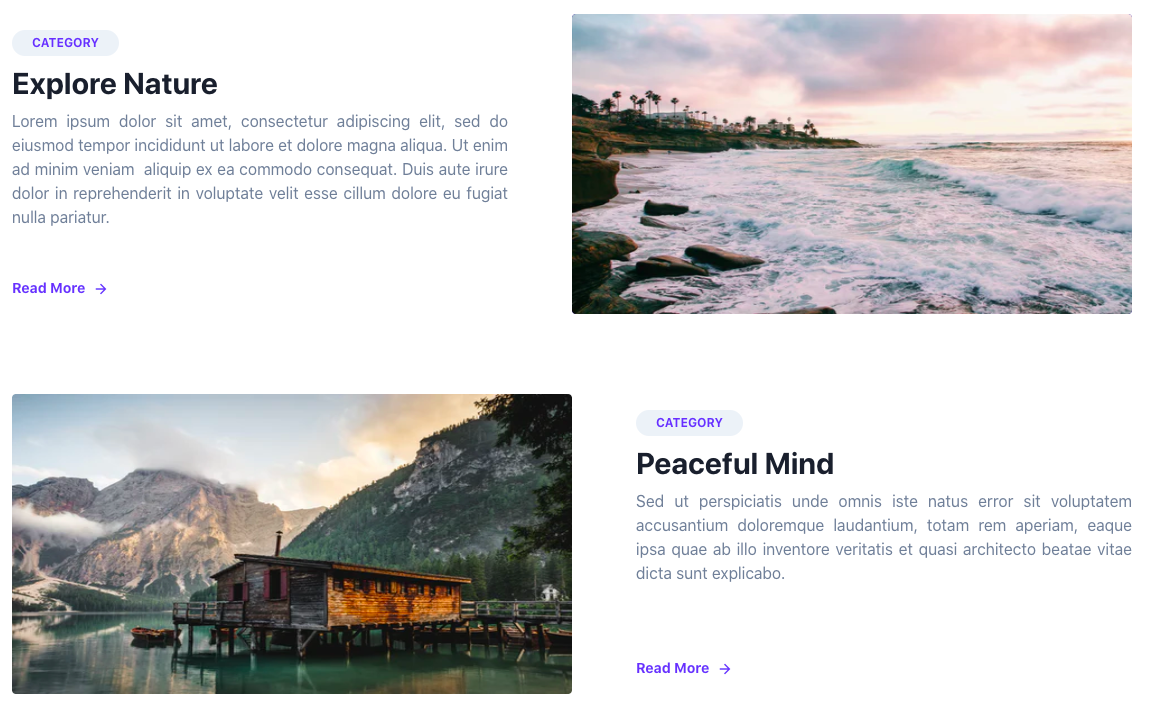 CATEGORY
Explore Nature
Lorem ipsum dolor sit amet, consectetur adipiscing elit, sed do
eiusmod tempor incididunt ut labore et dolore magna aliqua. Ut enim
ad minim veniam  aliquip ex ea commodo consequat. Duis aute irure
dolor in reprehenderit in voluptate velit esse cillum dolore eu fugiat
nulla pariatur.
Read More
CATEGORY
Peaceful Mind
Sed ut perspiciatis unde omnis iste natus error sit voluptatem
accusantium doloremque laudantium, totam rem aperiam, eaque
ipsa quae ab illo inventore veritatis et quasi architecto beatae vitae
dicta sunt explicabo.
Read More